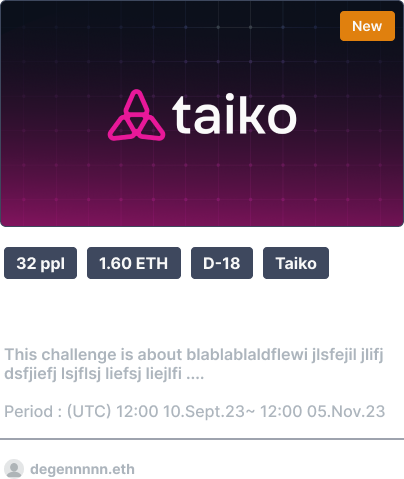 New
taiko
32 ppl
1.60 ETH
D-18
Taiko
This challenge is about blablablaldflewi jlsfejil jlifj
dsfjiefj lsjflsj liefsj liejlfi ....
Period : (UTC) 12:00 10.Sept.23~ 12:00 05.Nov.23
degennnnn.eth